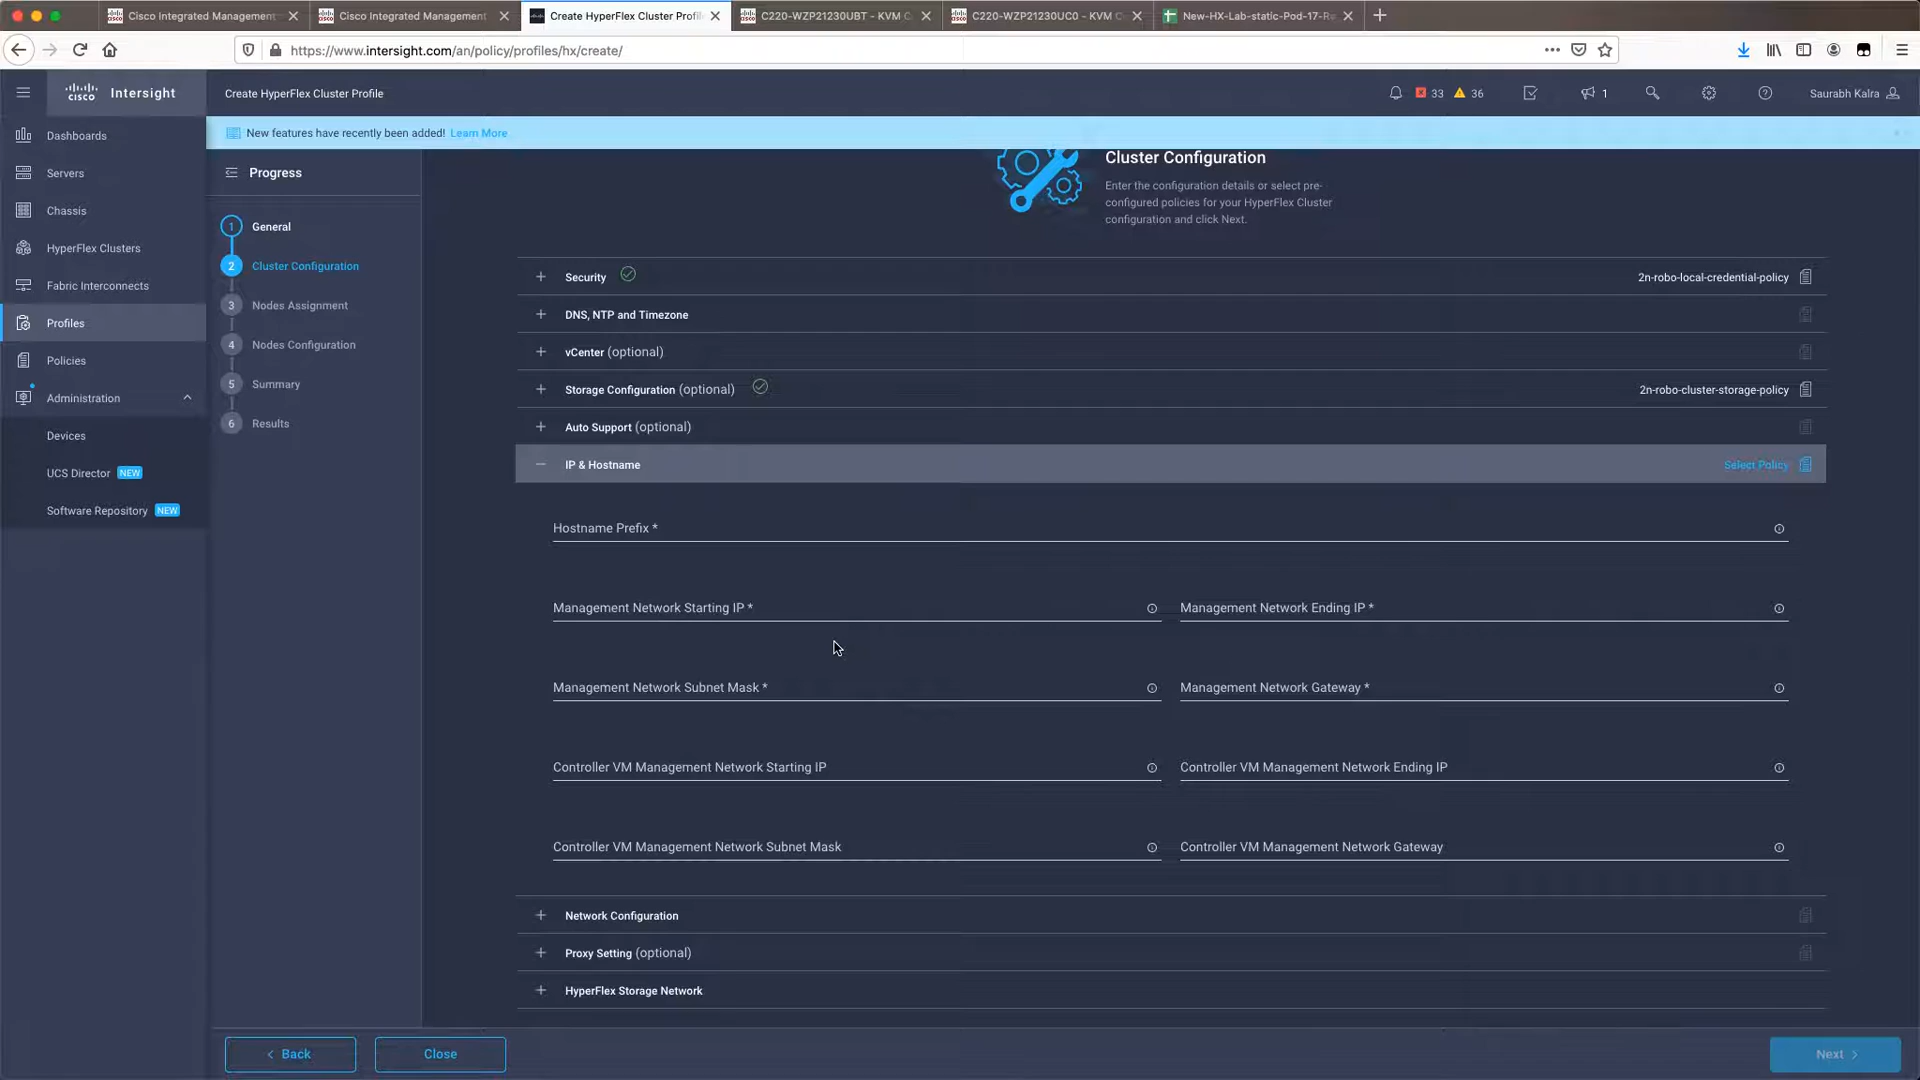 Cisco Integrated Management
Cisco Integrated Management
Create HyperFlex Cluster Profil
C220-WZP21230UBT - KVM C
C220-WZP21230UC0 - KVM C
New-HX-Lab-static-Pod-17-R
https://www.intersight.com/an/policy/profiles/hx/create/
cisco
Intersight
Create HyperFlex Cluster Profile
33
36
1
Saurabh Kalra
New features have recently been added! Learn More
Dashboards
Servers
Chassis
HyperFlex Clusters
Fabric Interconnects
Profiles
Policies
Administration
Devices
UCS Director NEW
Software Repository NEW
Progress
1 General
2 Cluster Configuration
3 Nodes Assignment
4 Nodes Configuration
5 Summary
6 Results
Cluster Configuration
Enter the configuration details or select pre-
configured policies for your HyperFlex Cluster
configuration and click Next.
+ Security 2n-robo-local-credential-policy
+ DNS, NTP and Timezone
+ vCenter (optional)
+ Storage Configuration (optional) 2n-robo-cluster-storage-policy
+ Auto Support (optional)
− IP & Hostname Select Policy
Hostname Prefix *
Management Network Starting IP * Management Network Ending IP *
Management Network Subnet Mask * Management Network Gateway *
Controller VM Management Network Starting IP Controller VM Management Network Ending IP
Controller VM Management Network Subnet Mask Controller VM Management Network Gateway
+ Network Configuration
+ Proxy Setting (optional)
+ HyperFlex Storage Network
< Back
Close
Next >